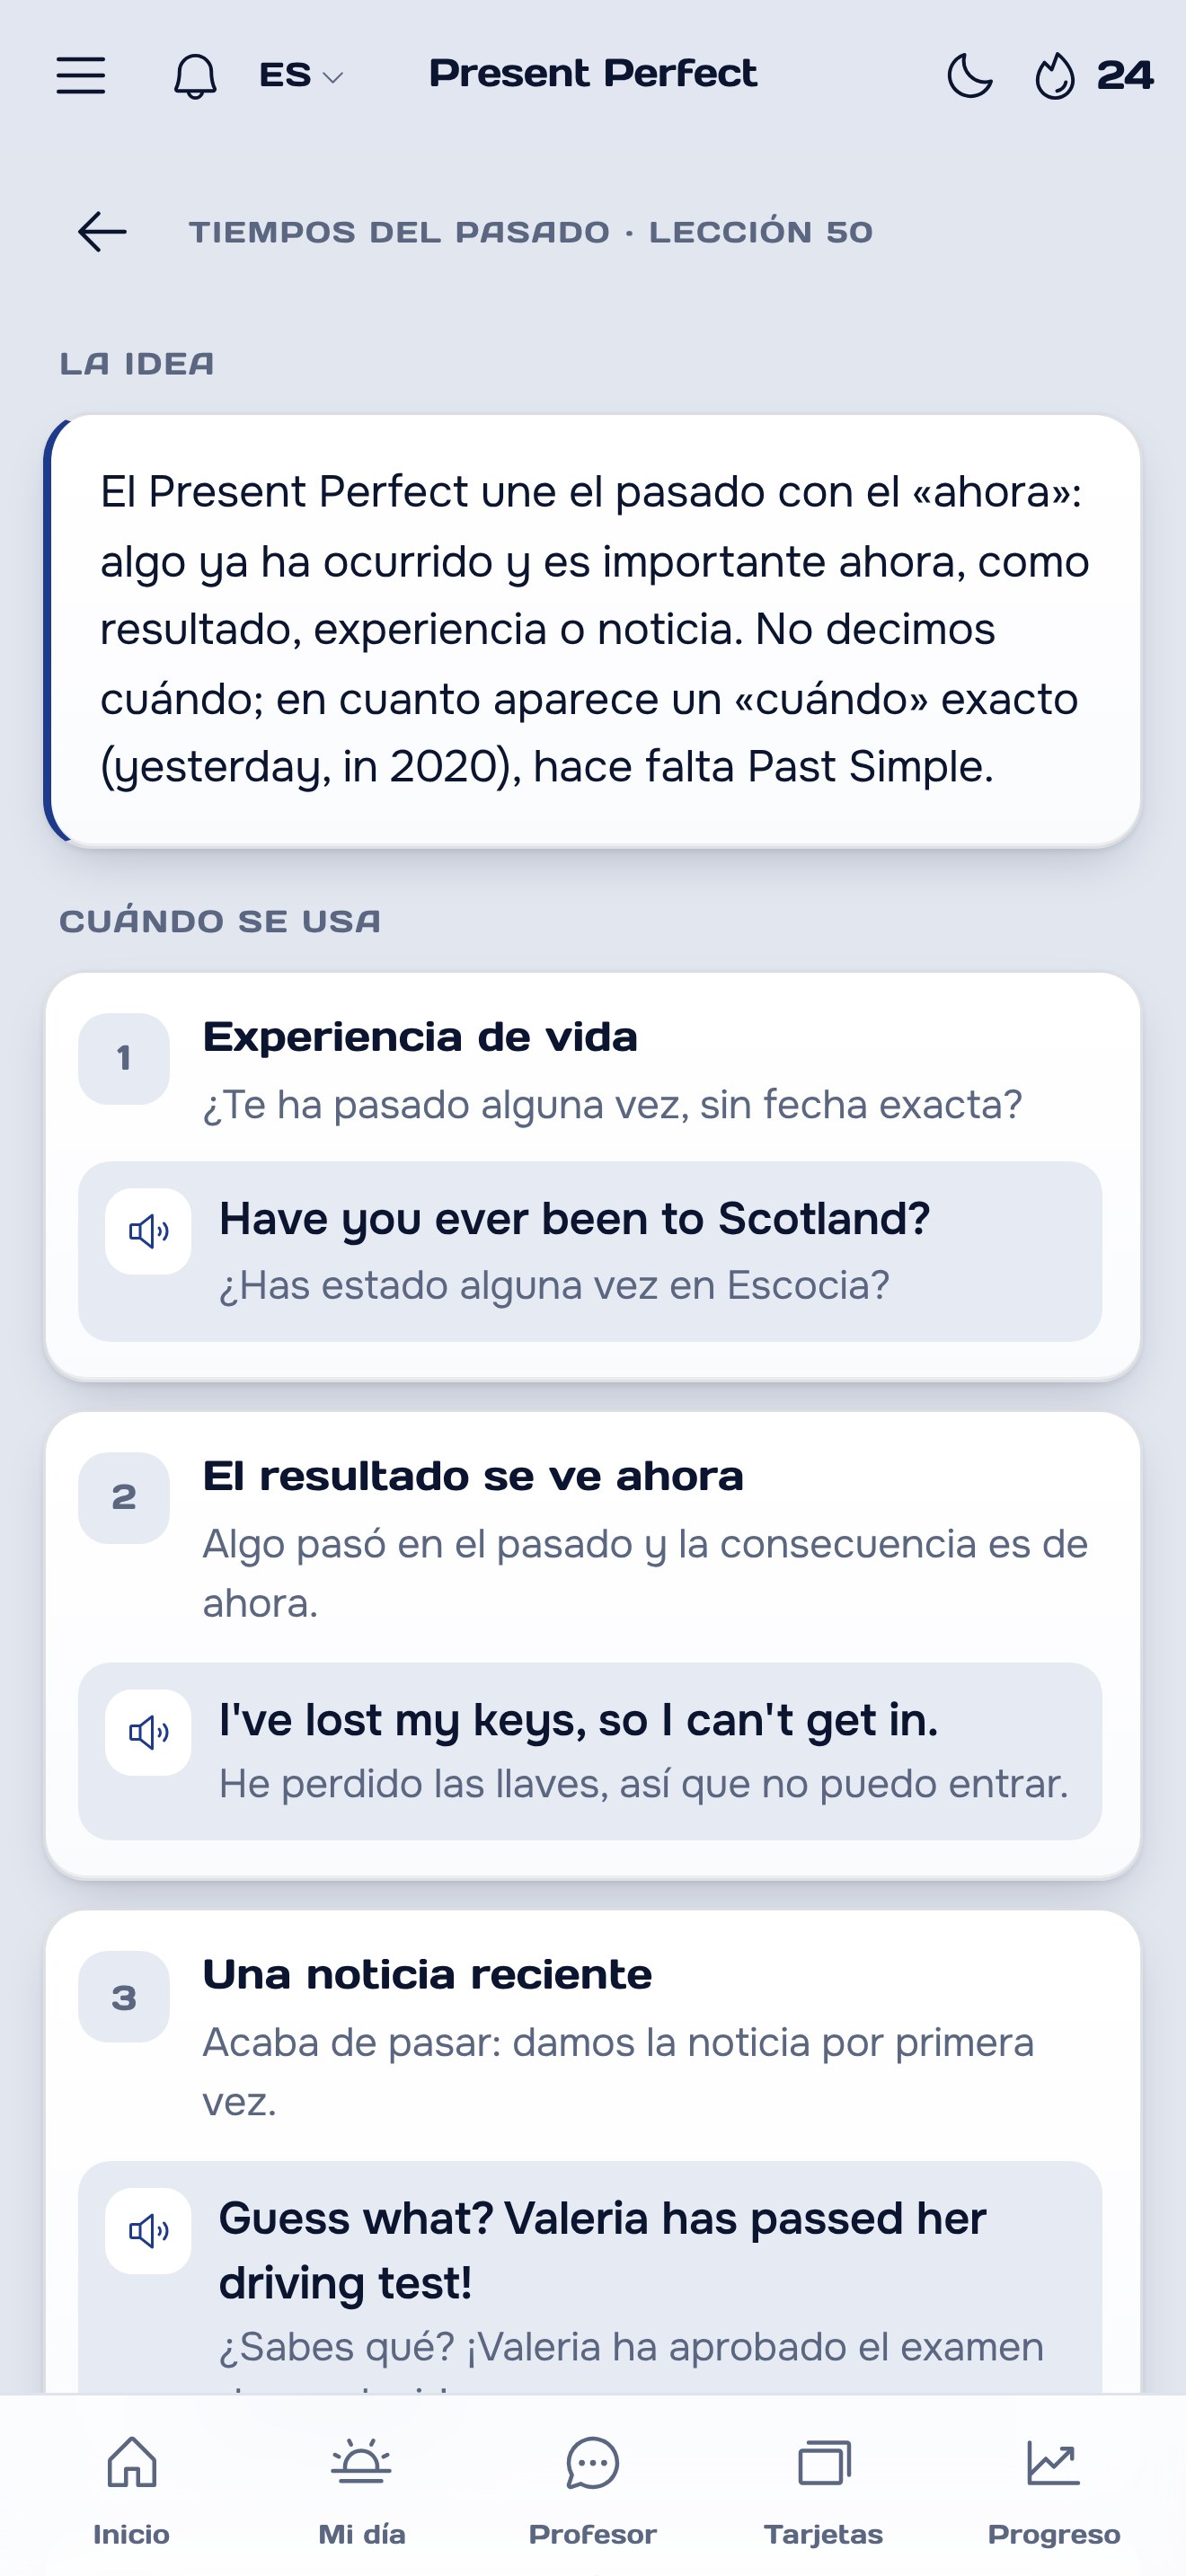 ES
Present Perfect
24
TIEMPOS DEL PASADO · LECCIÓN 50
LA IDEA
El Present Perfect une el pasado con el «ahora»:
algo ya ha ocurrido y es importante ahora, como
resultado, experiencia o noticia. No decimos
cuándo; en cuanto aparece un «cuándo» exacto
(yesterday, in 2020), hace falta Past Simple.
CUÁNDO SE USA
1
Experiencia de vida
¿Te ha pasado alguna vez, sin fecha exacta?
Have you ever been to Scotland?
¿Has estado alguna vez en Escocia?
2
El resultado se ve ahora
Algo pasó en el pasado y la consecuencia es de
ahora.
I've lost my keys, so I can't get in.
He perdido las llaves, así que no puedo entrar.
3
Una noticia reciente
Acaba de pasar: damos la noticia por primera
vez.
Guess what? Valeria has passed her
driving test!
¿Sabes qué? ¡Valeria ha aprobado el examen
Inicio
Mi día
Profesor
Tarjetas
Progreso